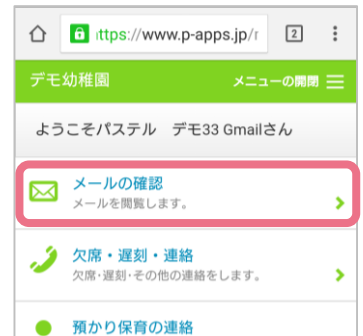 https://www.p-apps.jp/r
2
デモ幼稚園
メニューの開閉
ようこそパステル　デモ33 Gmailさん
メールの確認
メールを閲覧します。
欠席・遅刻・連絡
欠席・遅刻・その他の連絡をします。
預かり保育の連絡